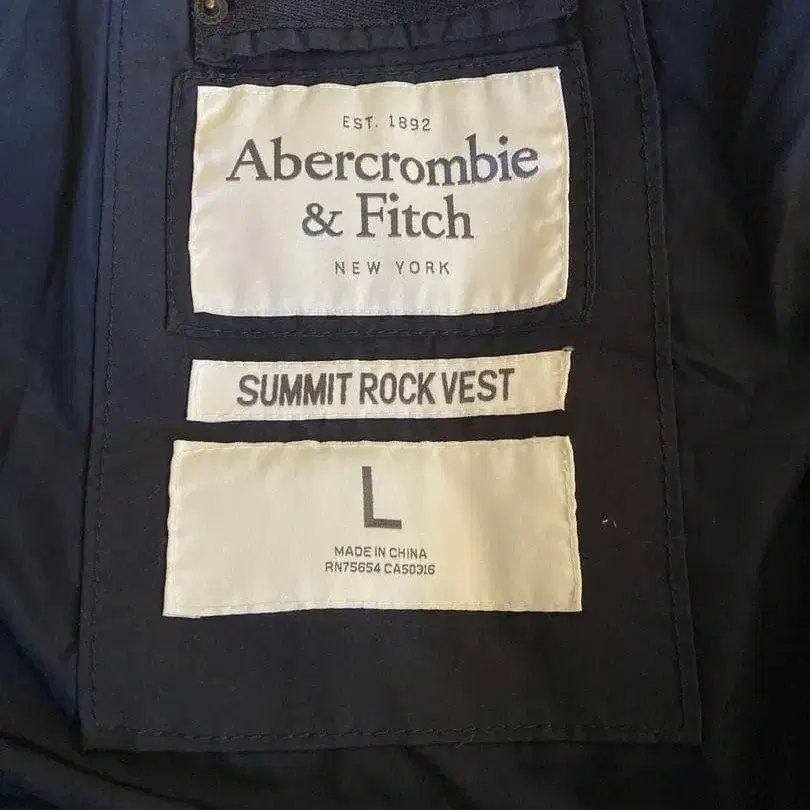 EST. 1892
Abercrombie
& Fitch
NEW YORK
SUMMIT ROCK VEST
L
MADE IN CHINA
RN75654 CA50316